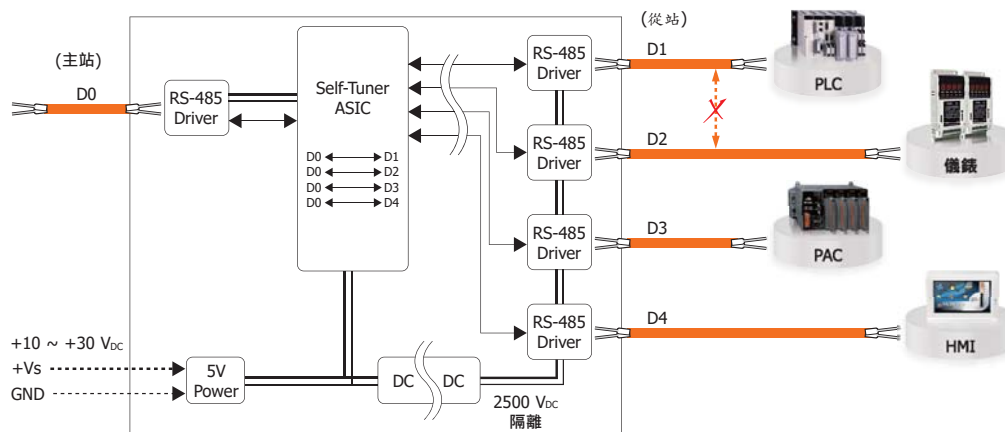 (主站)
D0
RS-485
Driver
Self-Tuner
ASIC
D0 D1
D0 D2
D0 D3
D0 D4
(從站)
RS-485
Driver
D1
PLC
RS-485
Driver
D2
儀錶
RS-485
Driver
D3
PAC
RS-485
Driver
D4
HMI
+10 ~ +30 VDC
+Vs
GND
5V
Power
DC DC
2500 VDC
隔離